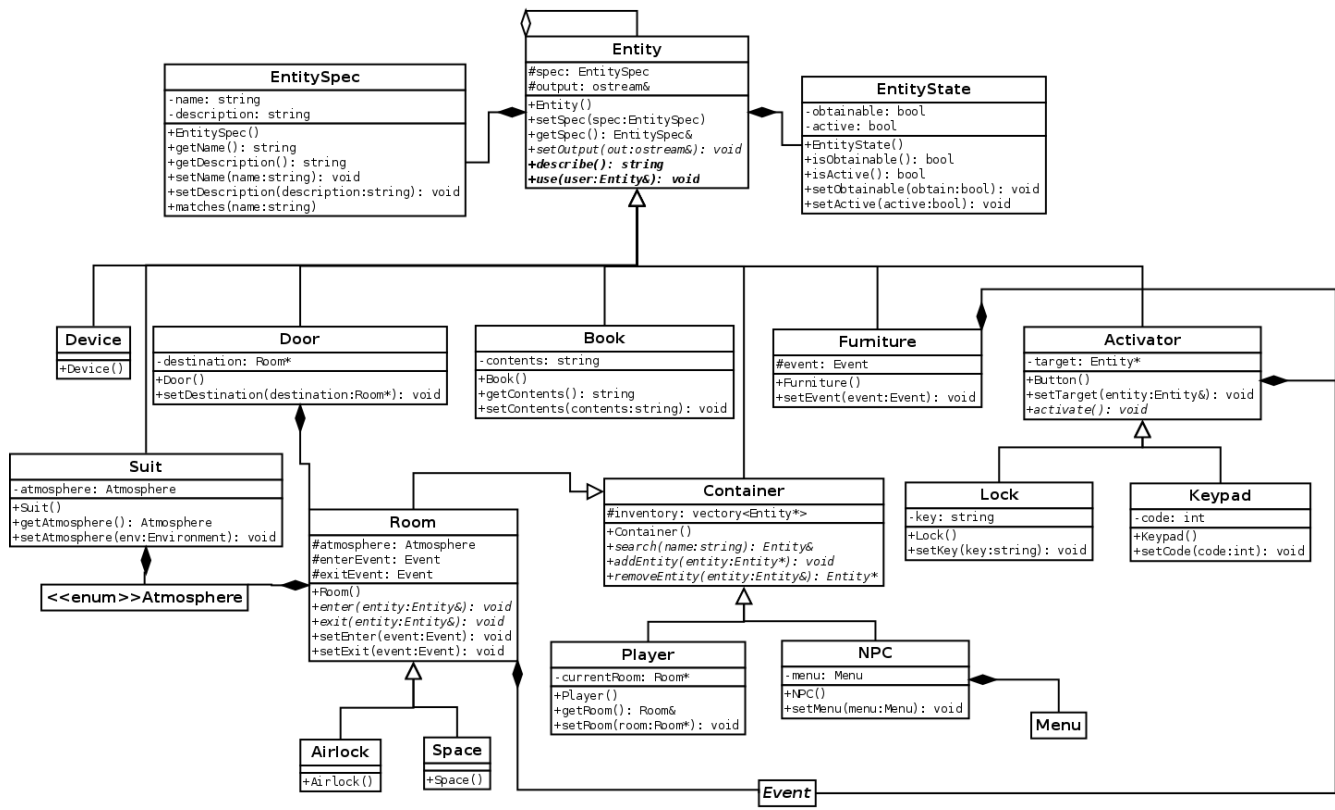 Entity
#spec: EntitySpec
#output: ostream&
+Entity()
+setSpec(spec:EntitySpec)
+getSpec(): EntitySpec&
+setOutput(out:ostream&): void
+describe(): string
+use(user:Entity&): void
EntitySpec
-name: string
-description: string
+EntitySpec()
+getName(): string
+getDescription(): string
+setName(name:string): void
+setDescription(description:string): void
+matches(name:string)
EntityState
-obtainable: bool
-active: bool
+EntityState()
+isObtainable(): bool
+isActive(): bool
+setObtainable(obtain:bool): void
+setActive(active:bool): void
Device
+Device()
Door
-destination: Room*
+Door()
+setDestination(destination:Room*): void
Book
-contents: string
+Book()
+getContents(): string
+setContents(contents:string): void
Furniture
#event: Event
+Furniture()
+setEvent(event:Event): void
Activator
-target: Entity*
+Button()
+setTarget(entity:Entity&): void
+activate(): void
Suit
-atmosphere: Atmosphere
+Suit()
+getAtmosphere(): Atmosphere
+setAtmosphere(env:Environment): void
<<enum>>Atmosphere
Room
#atmosphere: Atmosphere
#enterEvent: Event
#exitEvent: Event
+Room()
+enter(entity:Entity&): void
+exit(entity:Entity&): void
+setEnter(event:Event): void
+setExit(event:Event): void
Container
#inventory: vectory<Entity*>
+Container()
+search(name:string): Entity&
+addEntity(entity:Entity*): void
+removeEntity(entity:Entity&): Entity*
Lock
-key: string
+Lock()
+setKey(key:string): void
Keypad
-code: int
+Keypad()
+setCode(code:int): void
Player
-currentRoom: Room*
+Player()
+getRoom(): Room&
+setRoom(room:Room*): void
NPC
-menu: Menu
+NPC()
+setMenu(menu:Menu): void
Menu
Airlock
+Airlock()
Space
+Space()
Event